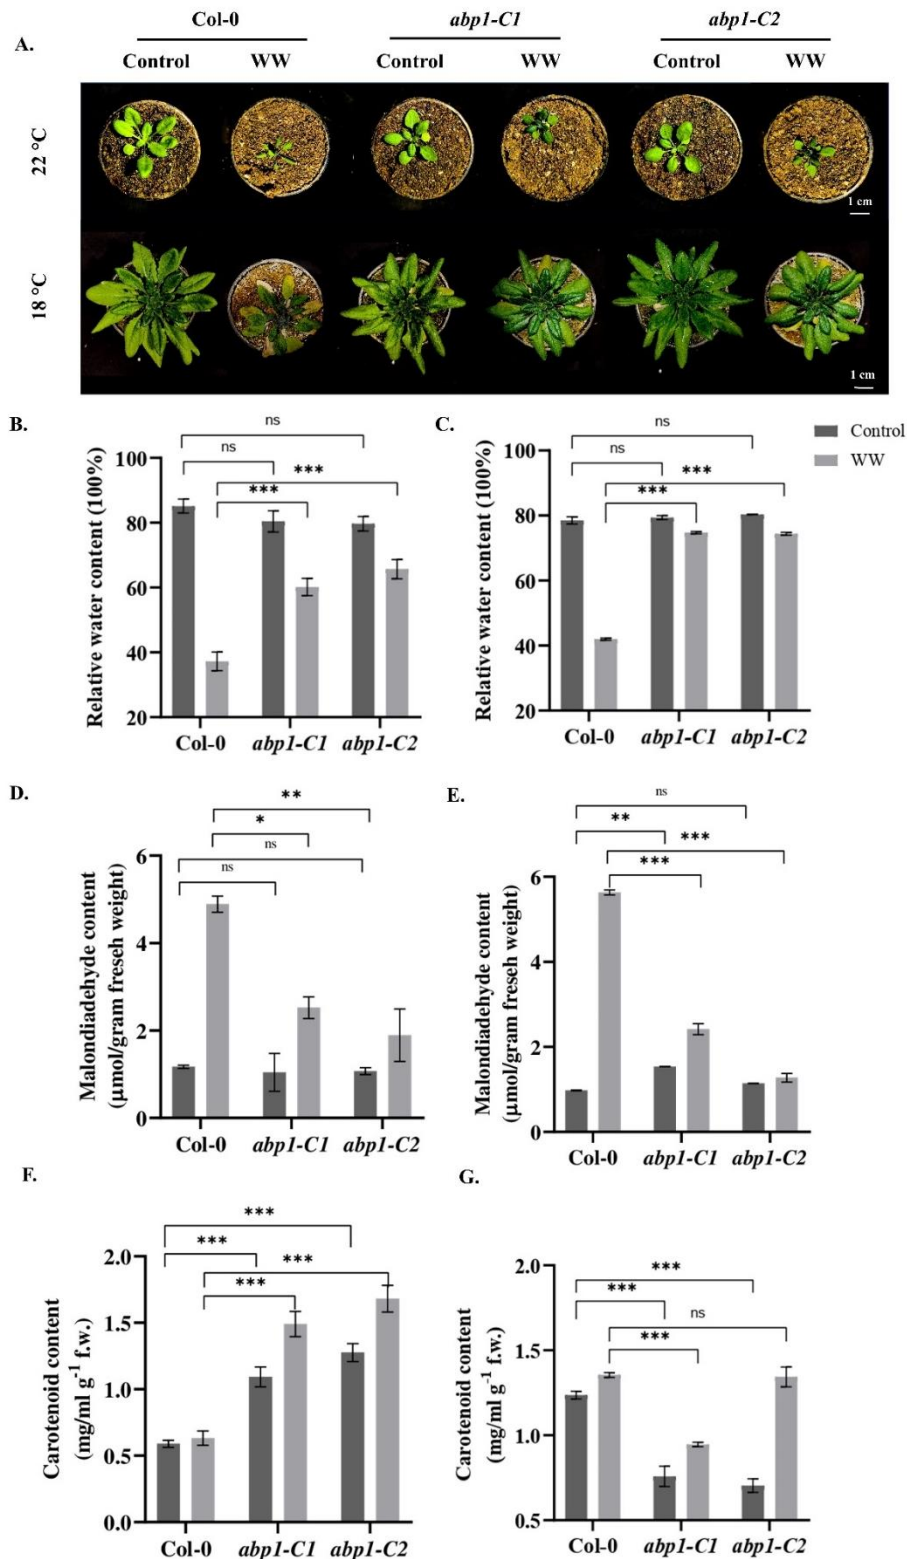 Col-0 abp1-C1 abp1-C2
A.
Control WW Control WW Control WW
22 °C
1 cm
18 °C
1 cm
B.
ns
ns
***
***
Relative water content (100%)
100
80
60
40
20
Col-0 abp1-C1 abp1-C2
C.
ns
ns
***
***
Relative water content (100%)
100
80
60
40
20
Col-0 abp1-C1 abp1-C2
Control
WW
D.
**
*
ns
ns
Malondiadehyde content
(μmol/gram freseh weight)
6
4
2
0
Col-0 abp1-C1 abp1-C2
E.
ns
**
***
***
Malondiadehyde content
(μmol/gram freseh weight)
6
4
2
0
Col-0 abp1-C1 abp1-C2
F.
***
***
***
***
Carotenoid content
(mg/ml g⁻¹ f.w.)
2.0
1.5
1.0
0.5
0.0
Col-0 abp1-C1 abp1-C2
G.
***
***
ns
***
Carotenoid content
(mg/ml g⁻¹ f.w.)
2.0
1.5
1.0
0.5
Col-0 abp1-C1 abp1-C2